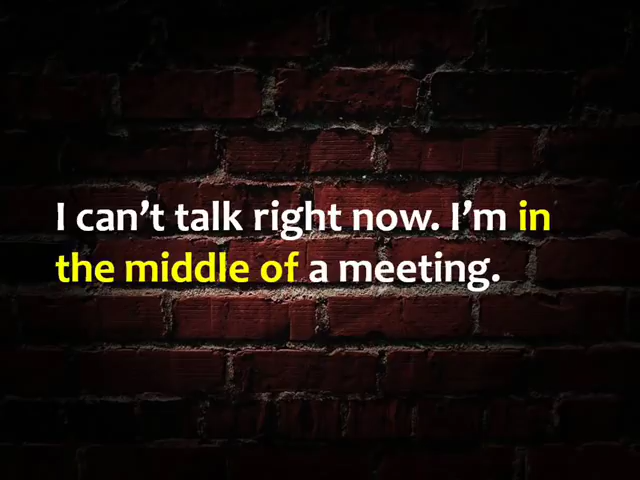 I can’t talk right now. I’m in
the middle of a meeting.